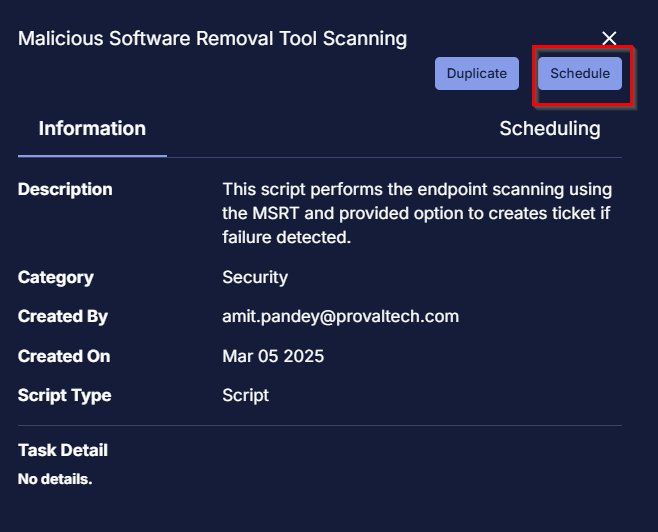 Malicious Software Removal Tool Scanning
Duplicate Schedule
Information Scheduling
Description This script performs the endpoint scanning using
the MSRT and provided option to creates ticket if
failure detected.
Category Security
Created By amit.pandey@provaltech.com
Created On Mar 05 2025
Script Type Script
Task Detail
No details.